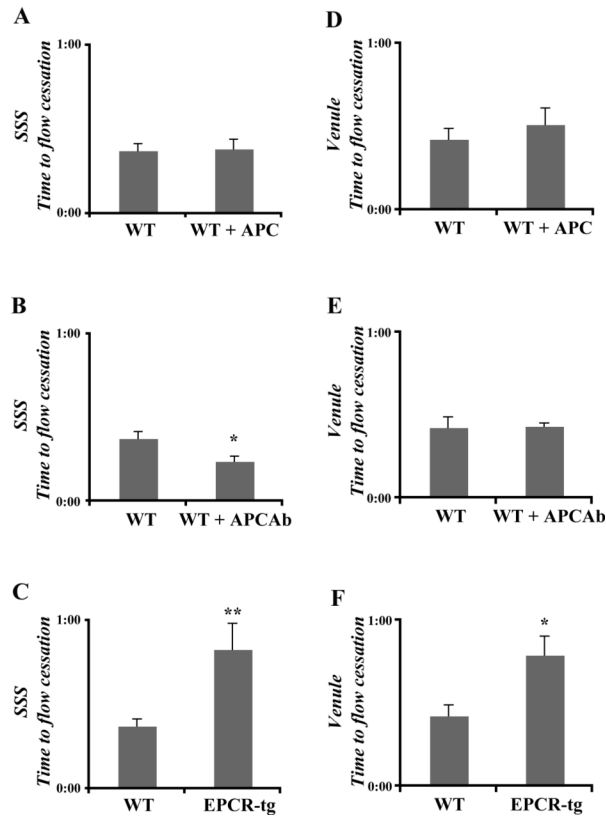 A
SSS
Time to flow cessation
1:00
0:00
WT
WT + APC
D
Venule
Time to flow cessation
1:00
0:00
WT
WT + APC
B
SSS
Time to flow cessation
1:00
0:00
*
WT
WT + APCAb
E
Venule
Time to flow cessation
1:00
0:00
WT
WT + APCAb
C
SSS
Time to flow cessation
1:00
0:00
**
WT
EPCR-tg
F
Venule
Time to flow cessation
1:00
0:00
*
WT
EPCR-tg